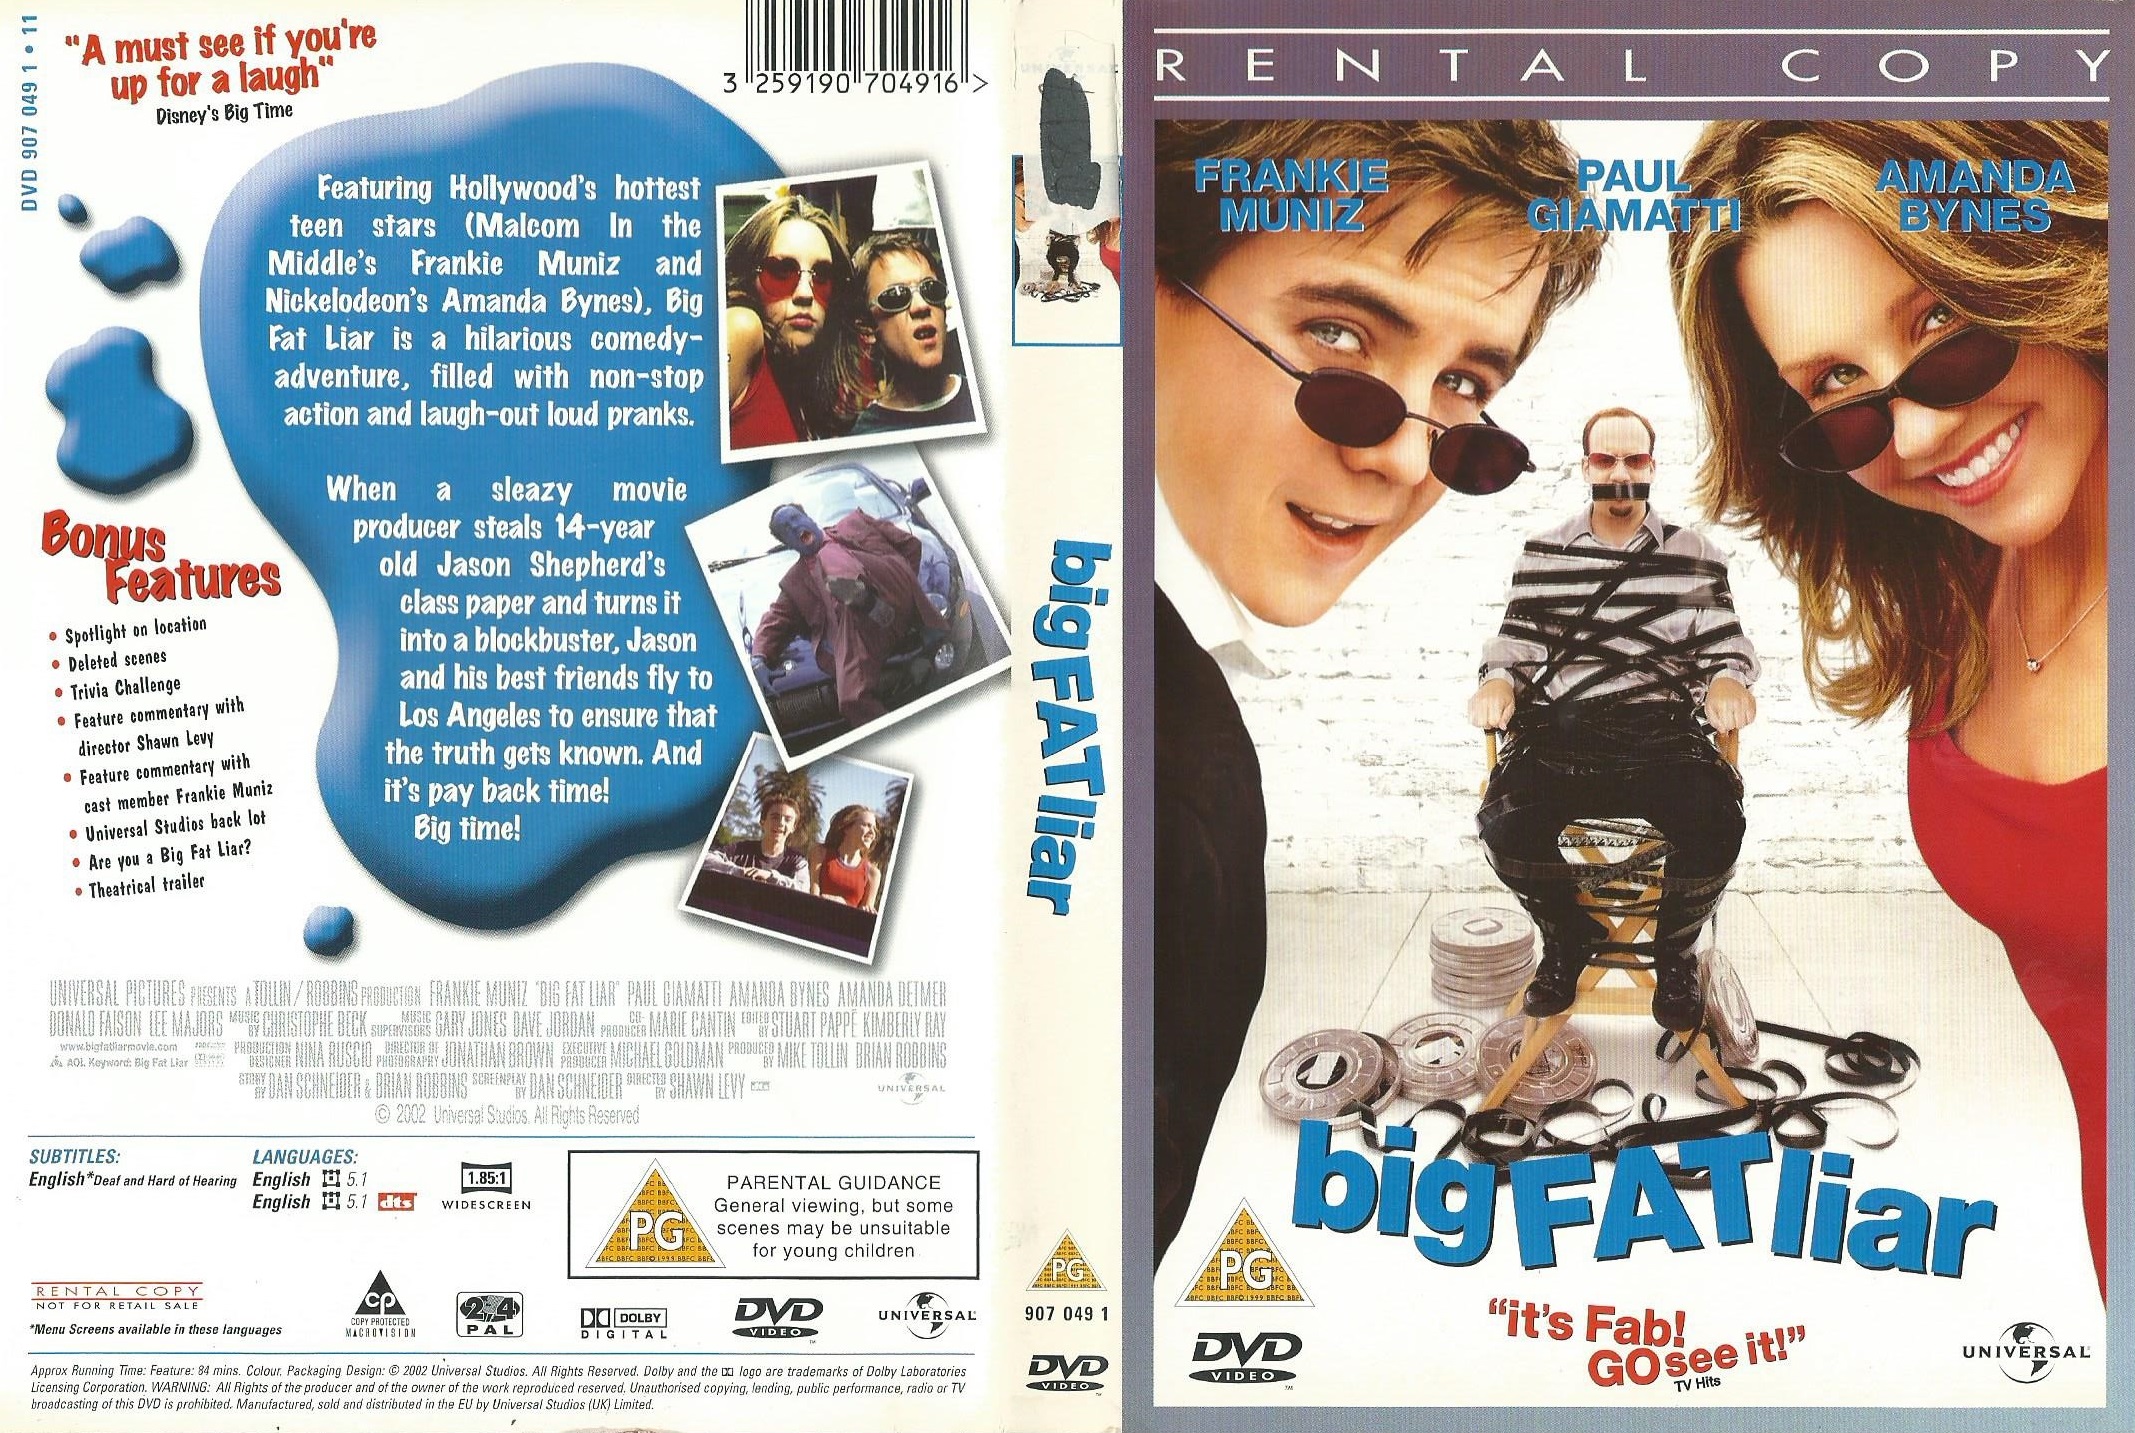 DVD 907 049 1 • 11
"A must see if you're
up for a laugh"
Disney's Big Time
3 259190 704916 >
Featuring Hollywood's hottest
teen stars (Malcom In the
Middle's Frankie Muniz and
Nickelodeon's Amanda Bynes), Big
Fat Liar is a hilarious comedy-
adventure, filled with non-stop
action and laugh-out loud pranks.
When a sleazy movie
producer steals 14-year
old Jason Shepherd's
class paper and turns it
into a blockbuster, Jason
and his best friends fly to
Los Angeles to ensure that
the truth gets known. And
it's pay back time!
Big time!
Bonus
Features
• Spotlight on location
• Deleted scenes
• Trivia Challenge
• Feature commentary with
director Shawn Levy
• Feature commentary with
cast member Frankie Muniz
• Universal Studios back lot
• Are you a Big Fat Liar?
• Theatrical trailer
UNIVERSAL PICTURES PRESENTS A TOLLIN/ROBBINS PRODUCTION FRANKIE MUNIZ "BIG FAT LIAR" PAUL GIAMATTI AMANDA BYNES AMANDA DETMER
DONALD FAISON LEE MAJORS MUSIC BY CHRISTOPHE BECK MUSIC SUPERVISORS GARY JONES DAVE JORDAN CO-PRODUCER MARIE CANTIN EDITED BY STUART PAPPÉ KIMBERLY RAY
www.bigfatliarmovie.com
AOL Keyword: Big Fat Liar
PRODUCTION DESIGNER NINA RUSCIO DIRECTOR OF PHOTOGRAPHY JONATHAN BROWN EXECUTIVE PRODUCER MICHAEL GOLDMAN PRODUCED BY MIKE TOLLIN BRIAN ROBBINS
STORY BY DAN SCHNEIDER & BRIAN ROBBINS SCREENPLAY BY DAN SCHNEIDER DIRECTED BY SHAWN LEVY
UNIVERSAL
© 2002 Universal Studios. All Rights Reserved
SUBTITLES:
English*Deaf and Hard of Hearing
LANGUAGES:
English 5.1
English 5.1 dts
1.85:1
WIDESCREEN
PG
PARENTAL GUIDANCE
General viewing, but some
scenes may be unsuitable
for young children
RENTAL COPY
NOT FOR RETAIL SALE
*Menu Screens available in these languages
CP
COPY PROTECTED
MACROVISION
2 4
PAL
DOLBY
DIGITAL
DVD
VIDEO
UNIVERSAL
Approx Running Time: Feature: 84 mins. Colour. Packaging Design: © 2002 Universal Studios. All Rights Reserved. Dolby and the logo are trademarks of Dolby Laboratories
Licensing Corporation. WARNING: All Rights of the producer and of the owner of the work reproduced reserved. Unauthorised copying, lending, public performance, radio or TV
broadcasting of this DVD is prohibited. Manufactured, sold and distributed in the EU by Universal Studios (UK) Limited.
UNIVERSAL
big FAT liar
PG
907 049 1
DVD
VIDEO
RENTAL COPY
FRANKIE
MUNIZ
PAUL
GIAMATTI
AMANDA
BYNES
big FAT liar
PG
"it's Fab!
GO see it!"
TV Hits
DVD
VIDEO
UNIVERSAL